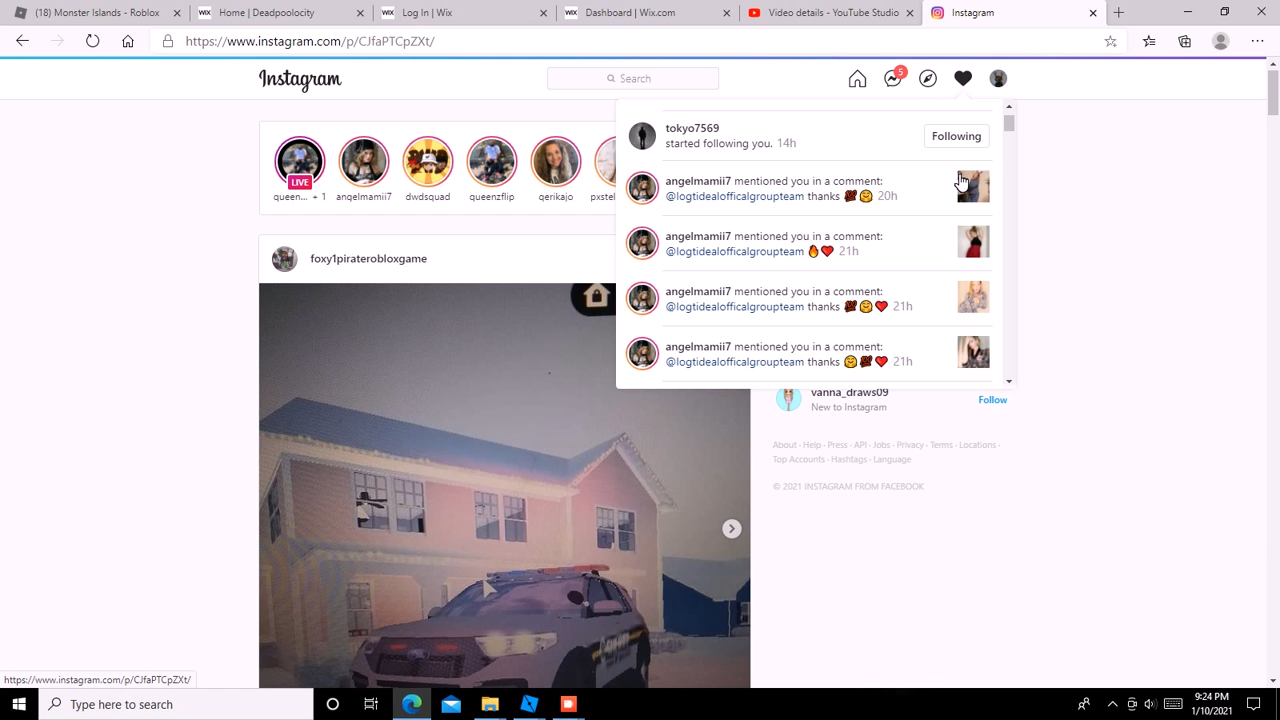 (18) Monster Islands - Roblox
Home | Deadpoolocity
Log In | Wix
Dashboard | Wix.com
Video details - YouTube Studio
Instagram
https://www.instagram.com/p/CJfaPTCpZXt/
Instagram
Search
5
tokyo7569
started following you. 14h
Following
angelmamii7 mentioned you in a comment:
@logtidealofficalgroupteam thanks 💯🤗 20h
angelmamii7 mentioned you in a comment:
@logtidealofficalgroupteam 🔥❤️ 21h
angelmamii7 mentioned you in a comment:
@logtidealofficalgroupteam thanks 💯🤗❤️ 21h
angelmamii7 mentioned you in a comment:
@logtidealofficalgroupteam thanks 🤗💯❤️ 21h
LIVE
queen... + 1
angelmamii7
dwdsquad
queenzflip
qerikajo
pxstel
foxy1piraterobloxgame
vanna_draws09
New to Instagram
Follow
About · Help · Press · API · Jobs · Privacy · Terms · Locations ·
Top Accounts · Hashtags · Language
© 2021 INSTAGRAM FROM FACEBOOK
https://www.instagram.com/p/CJfaPTCpZXt/
Type here to search
9:24 PM
1/10/2021